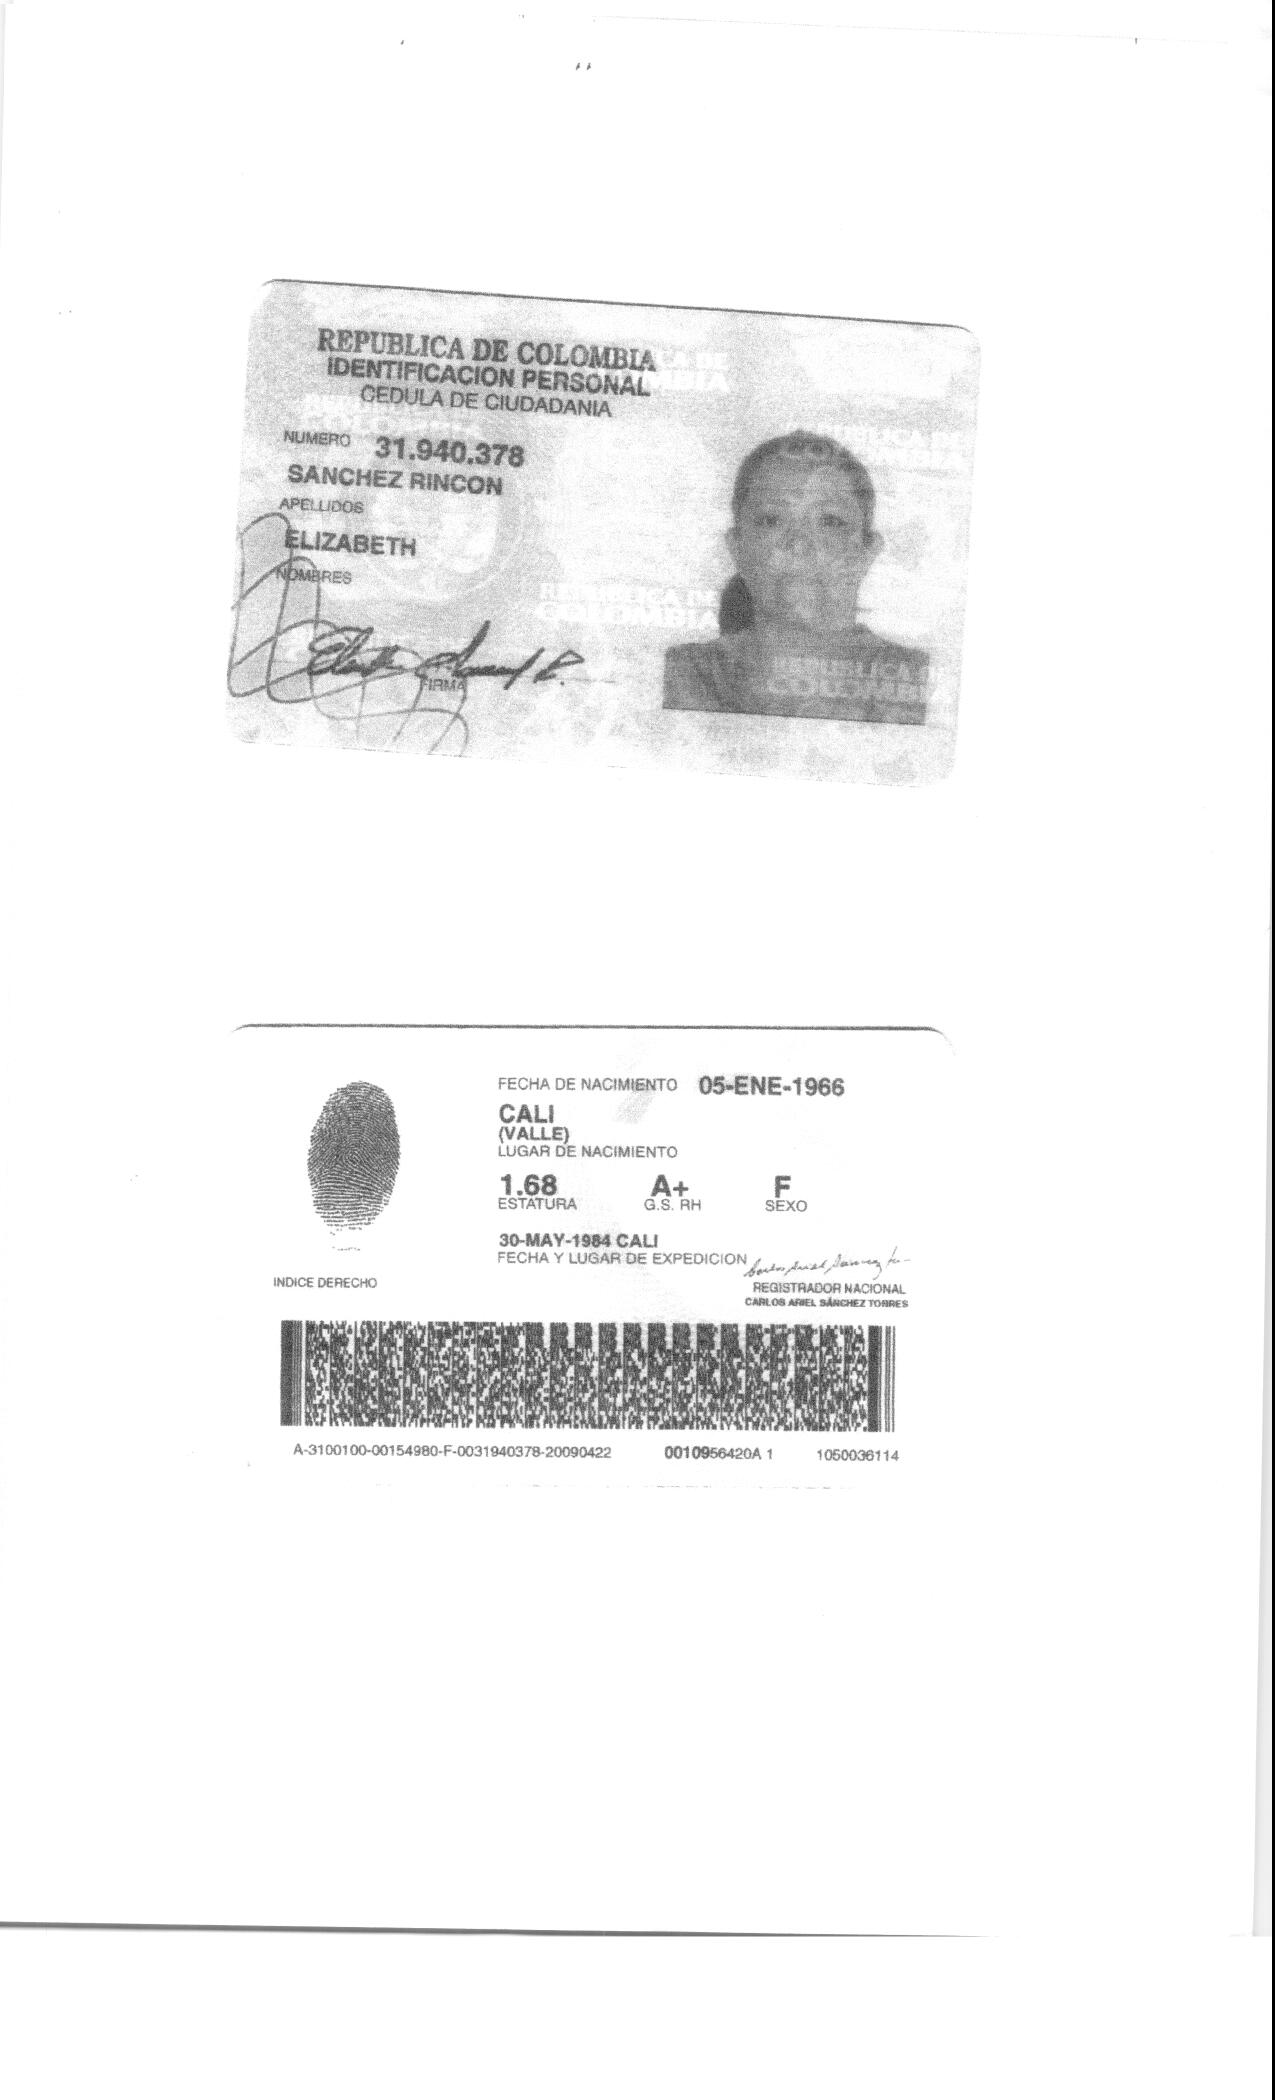 REPUBLICA DE COLOMBIA
IDENTIFICACION PERSONAL
CEDULA DE CIUDADANIA
NUMERO 31.940.378
SANCHEZ RINCON
APELLIDOS
ELIZABETH
NOMBRES
FIRMA
FECHA DE NACIMIENTO 05-ENE-1966
CALI
(VALLE)
LUGAR DE NACIMIENTO
1.68 A+ F
ESTATURA G.S. RH SEXO
30-MAY-1984 CALI
FECHA Y LUGAR DE EXPEDICION
INDICE DERECHO
REGISTRADOR NACIONAL
CARLOS ARIEL SÁNCHEZ TORRES
A-3100100-00154980-F-0031940378-20090422 0010956420A 1 1050036114